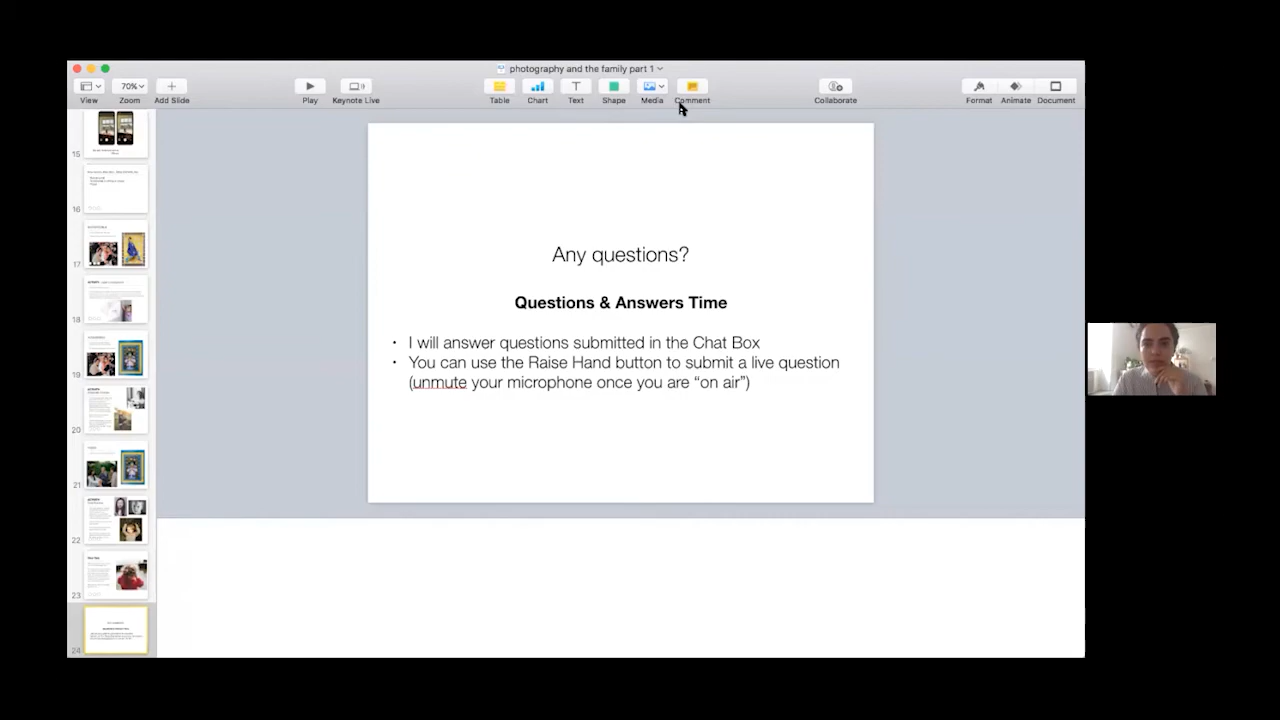 photography and the family part 1
70%
View
Zoom
Add Slide
Play
Keynote Live
Table
Chart
Text
Shape
Media
Comment
Collaborate
Format
Animate
Document
15
16
17
18
19
20
21
22
23
24
Any questions?
Questions & Answers Time
• I will answer questions submitted in the Chat Box
• You can use the Raise Hand button to submit a live question
(unmute your microphone once you are “on air”)